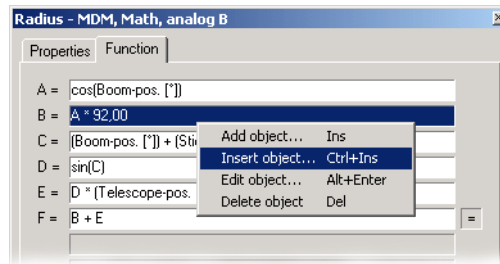 Radius - MDM, Math, analog B
Properties Function
A = cos(Boom-pos. [°])
B = A * 92,00
C = (Boom-pos. [°]) + (Sti
D = sin(C)
E = D * (Telescope-pos.
F = B + E
=
Add object... Ins
Insert object... Ctrl+Ins
Edit object... Alt+Enter
Delete object Del